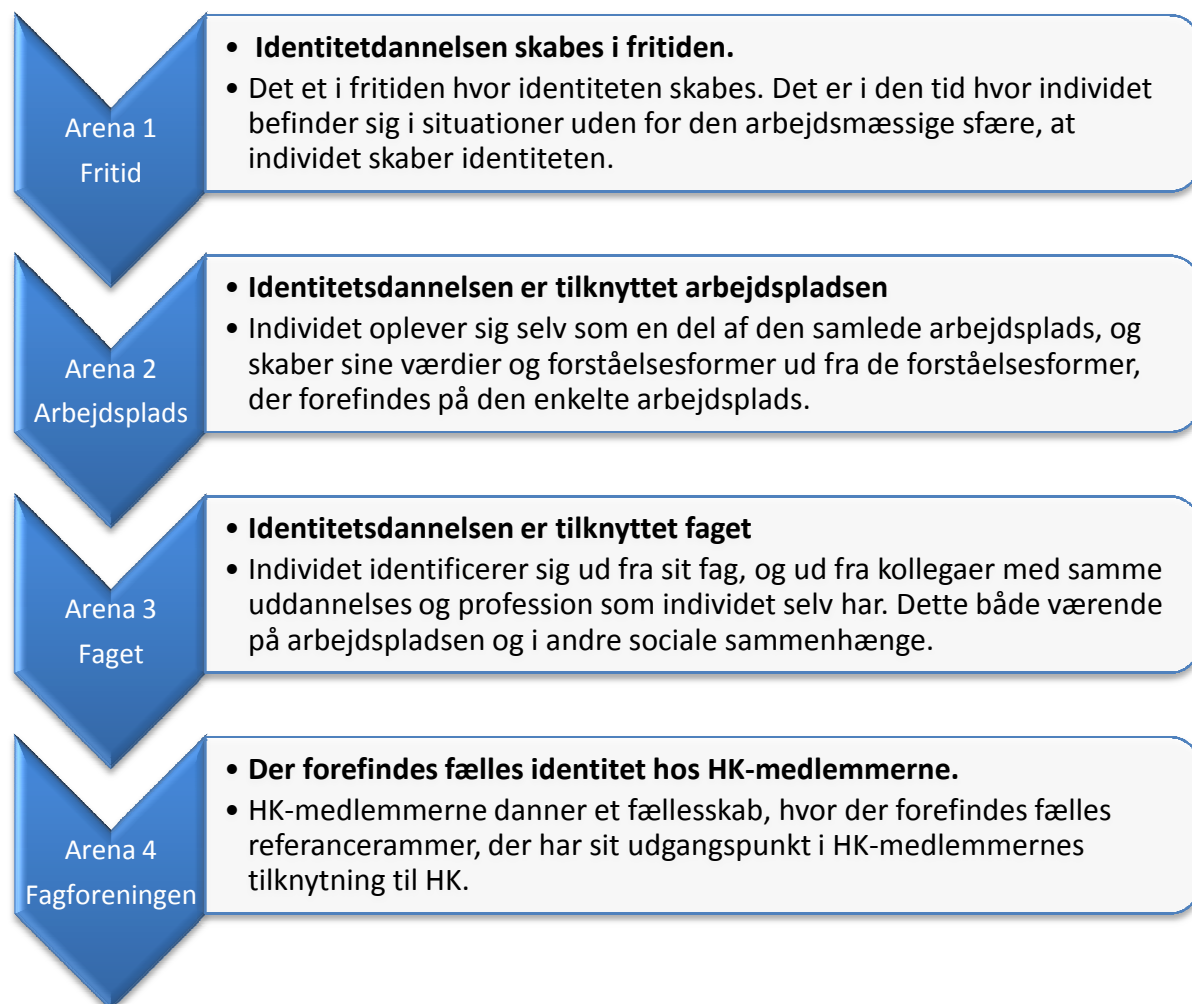 Arena 1
Fritid
• Identitetdannelsen skabes i fritiden.
• Det et i fritiden hvor identiteten skabes. Det er i den tid hvor individet
befinder sig i situationer uden for den arbejdsmæssige sfære, at
individet skaber identiteten.
Arena 2
Arbejdsplads
• Identitetsdannelsen er tilknyttet arbejdspladsen
• Individet oplever sig selv som en del af den samlede arbejdsplads, og
skaber sine værdier og forståelsesformer ud fra de forståelsesformer,
der forefindes på den enkelte arbejdsplads.
Arena 3
Faget
• Identitetsdannelsen er tilknyttet faget
• Individet identificerer sig ud fra sit fag, og ud fra kollegaer med samme
uddannelses og profession som individet selv har. Dette både værende
på arbejdspladsen og i andre sociale sammenhænge.
Arena 4
Fagforeningen
• Der forefindes fælles identitet hos HK-medlemmerne.
• HK-medlemmerne danner et fællesskab, hvor der forefindes fælles
referancerammer, der har sit udgangspunkt i HK-medlemmernes
tilknytning til HK.